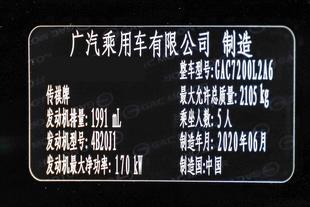 广汽乘用车有限公司 制造
整车型号:GAC7200L2A6
传祺牌 最大允许总质量: 2105 kg
发动机排量: 1991 mL 乘坐人数: 5人
发动机型号: 4B20J1 制造年月: 2020年06月
发动机最大净功率: 170 kW 制造国:中国